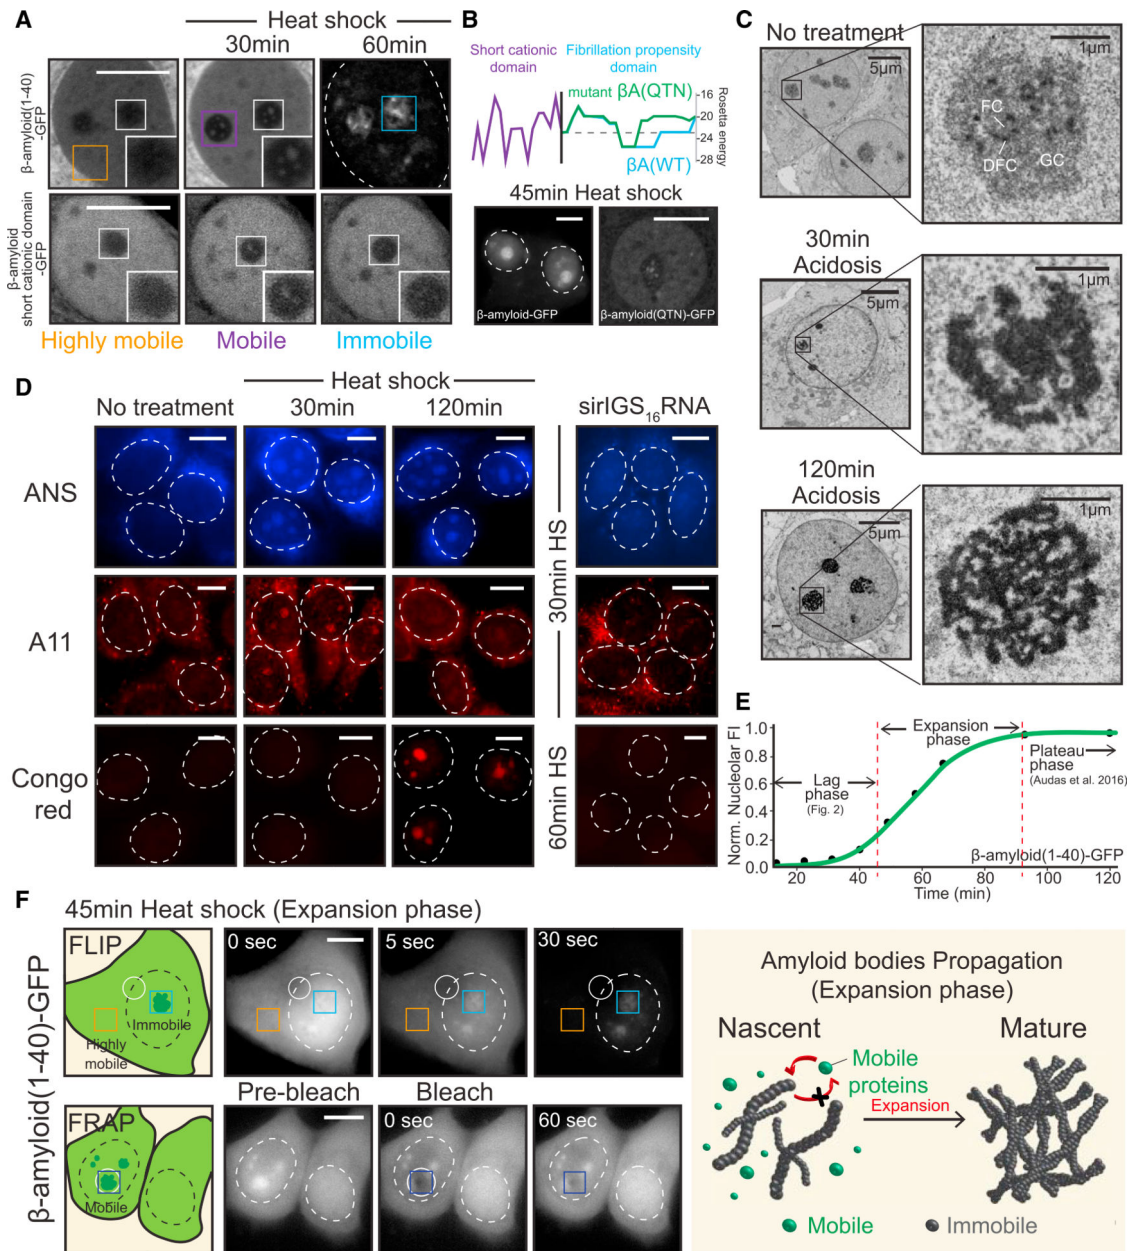 A
Heat shock
30min
60min
β-amyloid(1-40)
-GFP
β-amyloid
short cationic domain
-GFP
Highly mobile
Mobile
Immobile
B
Short cationic
domain
Fibrillation propensity
domain
mutant βA(QTN)
βA(WT)
-16
-20
-24
-28
Rosetta energy
45min Heat shock
β-amyloid-GFP
β-amyloid(QTN)-GFP
C
No treatment
5μm
1μm
FC
DFC
GC
30min
Acidosis
5μm
1μm
120min
Acidosis
5μm
1μm
D
Heat shock
No treatment
30min
120min
sirIGS16RNA
ANS
A11
Congo
red
30min HS
60min HS
E
Norm. Nucleolar FI
1.0
0.8
0.6
0.4
0.2
0
Lag
phase
(Fig. 2)
Expansion
phase
Plateau
phase
(Audas et al. 2016)
β-amyloid(1-40)-GFP
20
40
60
80
100
120
Time (min)
F
45min Heat shock (Expansion phase)
β-amyloid(1-40)-GFP
FLIP
Immobile
Highly
mobile
0 sec
5 sec
30 sec
FRAP
Mobile
Pre-bleach
Bleach
0 sec
60 sec
Amyloid bodies Propagation
(Expansion phase)
Nascent
Mature
Mobile
proteins
Expansion
Mobile
Immobile